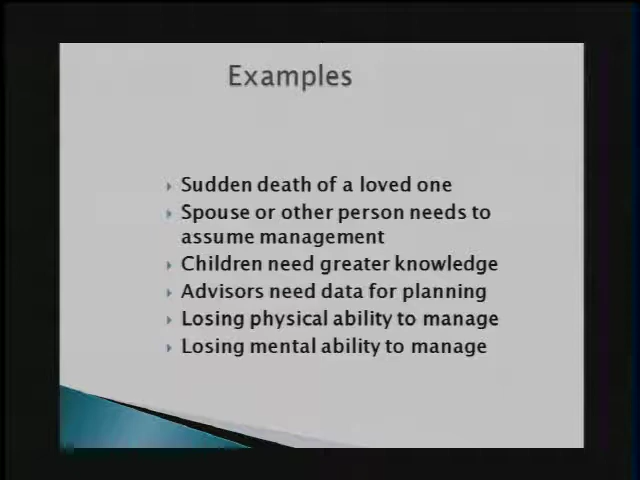 Examples
Sudden death of a loved one
Spouse or other person needs to
assume management
Children need greater knowledge
Advisors need data for planning
Losing physical ability to manage
Losing mental ability to manage